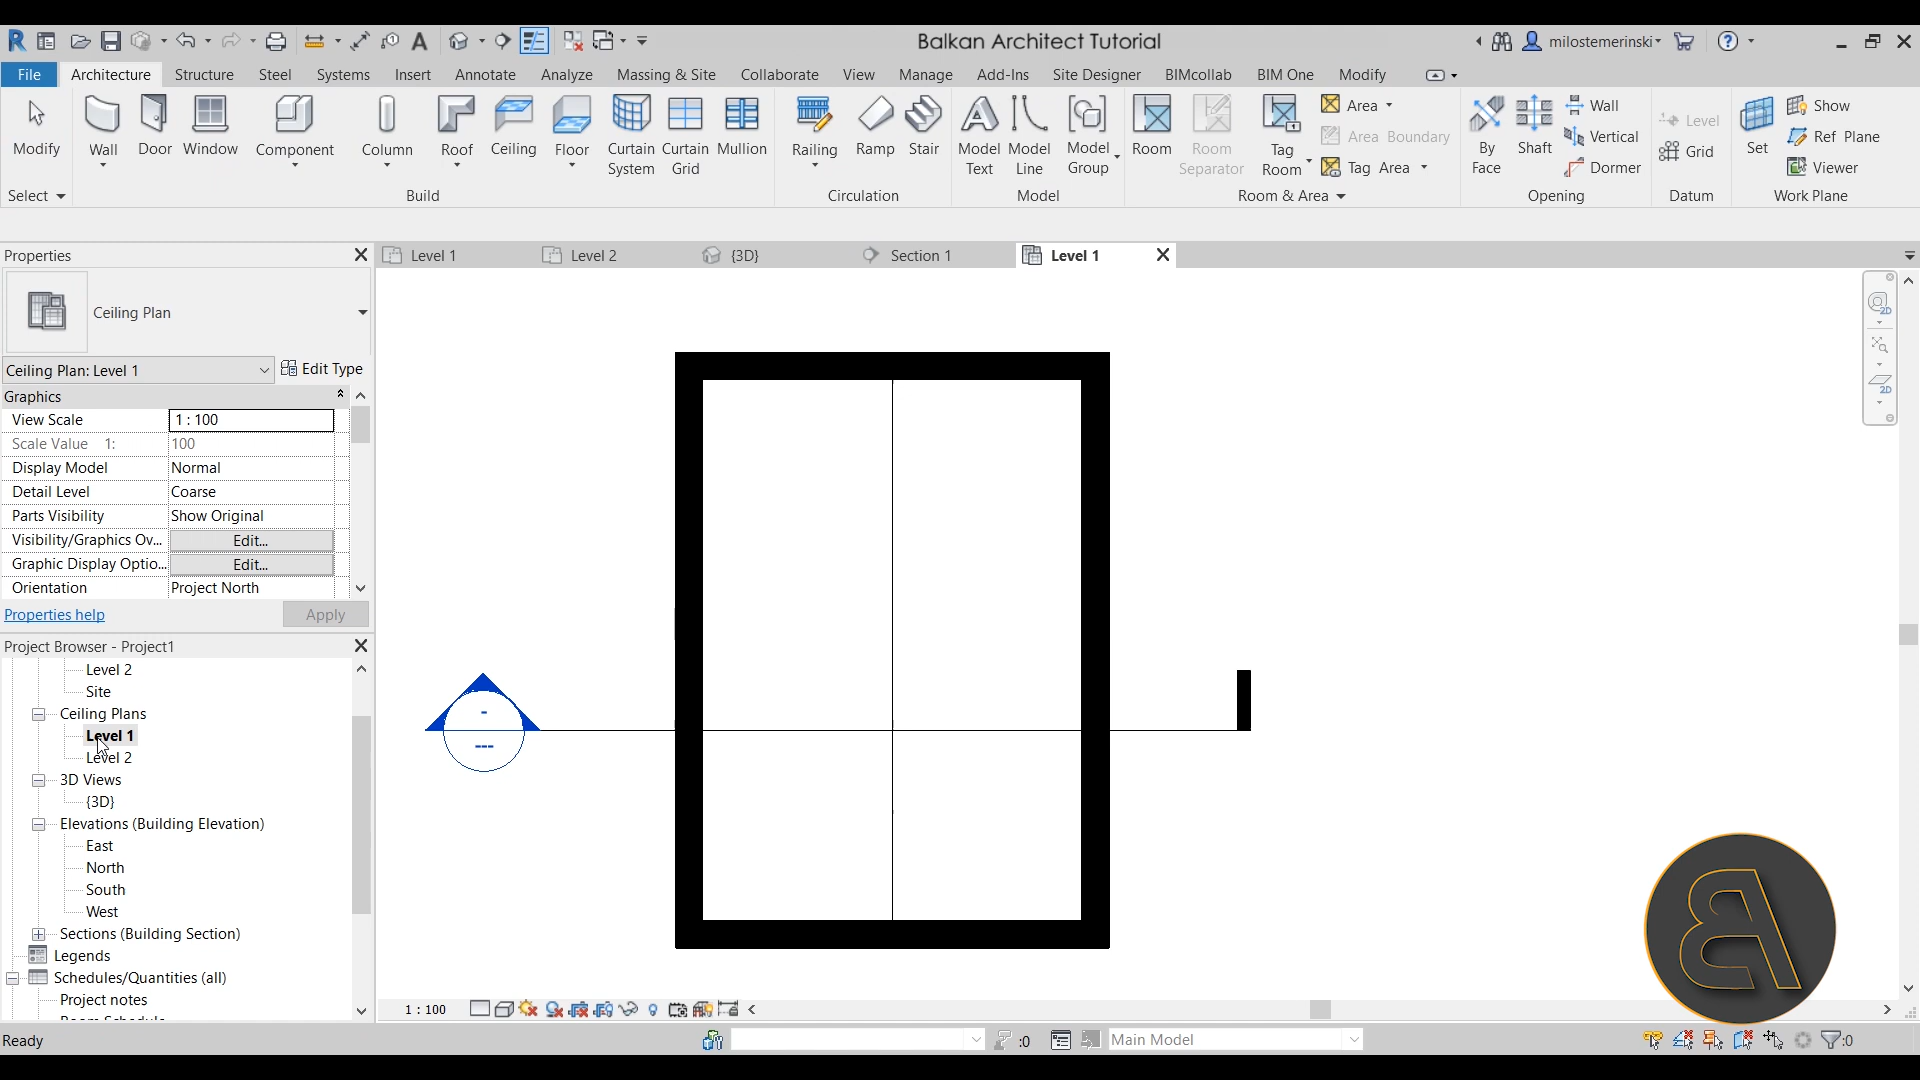 Balkan Architect Tutorial
milostemerinski
File Architecture Structure Steel Systems Insert Annotate Analyze Massing & Site Collaborate View Manage Add-Ins Site Designer BIMcollab BIM One Modify
Modify Wall Door Window Component Column Roof Ceiling Floor Curtain System Curtain Grid Mullion Railing Ramp Stair Model Text Model Line Model Group Room Room Separator Tag Room
Area
Area Boundary
Tag Area
By Face Shaft
Wall
Vertical
Dormer
Level
Grid
Set
Show
Ref Plane
Viewer
Select Build Circulation Model Room & Area Opening Datum Work Plane
Properties
Level 1 Level 2 {3D} Section 1 Level 1
Ceiling Plan
Ceiling Plan: Level 1 Edit Type
Graphics
View Scale 1 : 100
Scale Value 1: 100
Display Model Normal
Detail Level Coarse
Parts Visibility Show Original
Visibility/Graphics Ov... Edit...
Graphic Display Optio... Edit...
Orientation Project North
Properties help Apply
Project Browser - Project1
Level 2
Site
Ceiling Plans
Level 1
Level 2
3D Views
{3D}
Elevations (Building Elevation)
East
North
South
West
Sections (Building Section)
Legends
Schedules/Quantities (all)
Project notes
-
---
2D
2D
1 : 100
Ready :0 Main Model :0